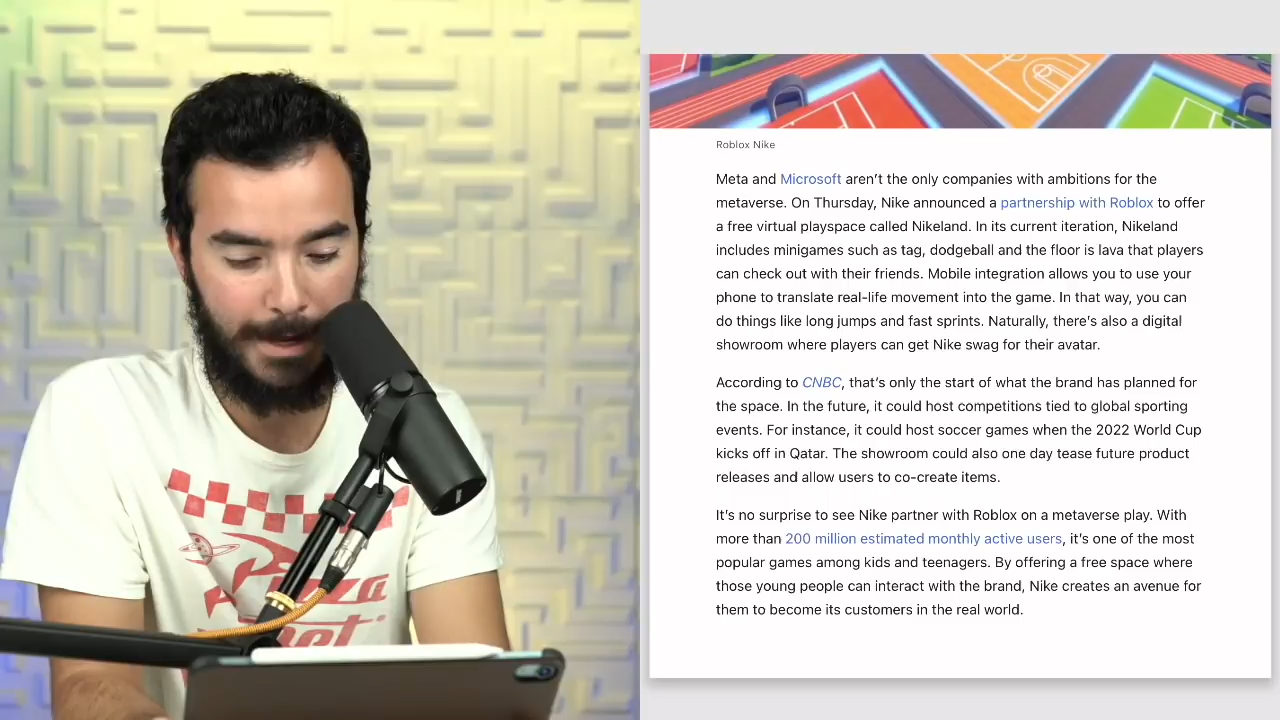 Roblox Nike
Meta and Microsoft aren’t the only companies with ambitions for the
metaverse. On Thursday, Nike announced a partnership with Roblox to offer
a free virtual playspace called Nikeland. In its current iteration, Nikeland
includes minigames such as tag, dodgeball and the floor is lava that players
can check out with their friends. Mobile integration allows you to use your
phone to translate real-life movement into the game. In that way, you can
do things like long jumps and fast sprints. Naturally, there’s also a digital
showroom where players can get Nike swag for their avatar.
According to CNBC, that’s only the start of what the brand has planned for
the space. In the future, it could host competitions tied to global sporting
events. For instance, it could host soccer games when the 2022 World Cup
kicks off in Qatar. The showroom could also one day tease future product
releases and allow users to co-create items.
It’s no surprise to see Nike partner with Roblox on a metaverse play. With
more than 200 million estimated monthly active users, it’s one of the most
popular games among kids and teenagers. By offering a free space where
those young people can interact with the brand, Nike creates an avenue for
them to become its customers in the real world.
Pizza